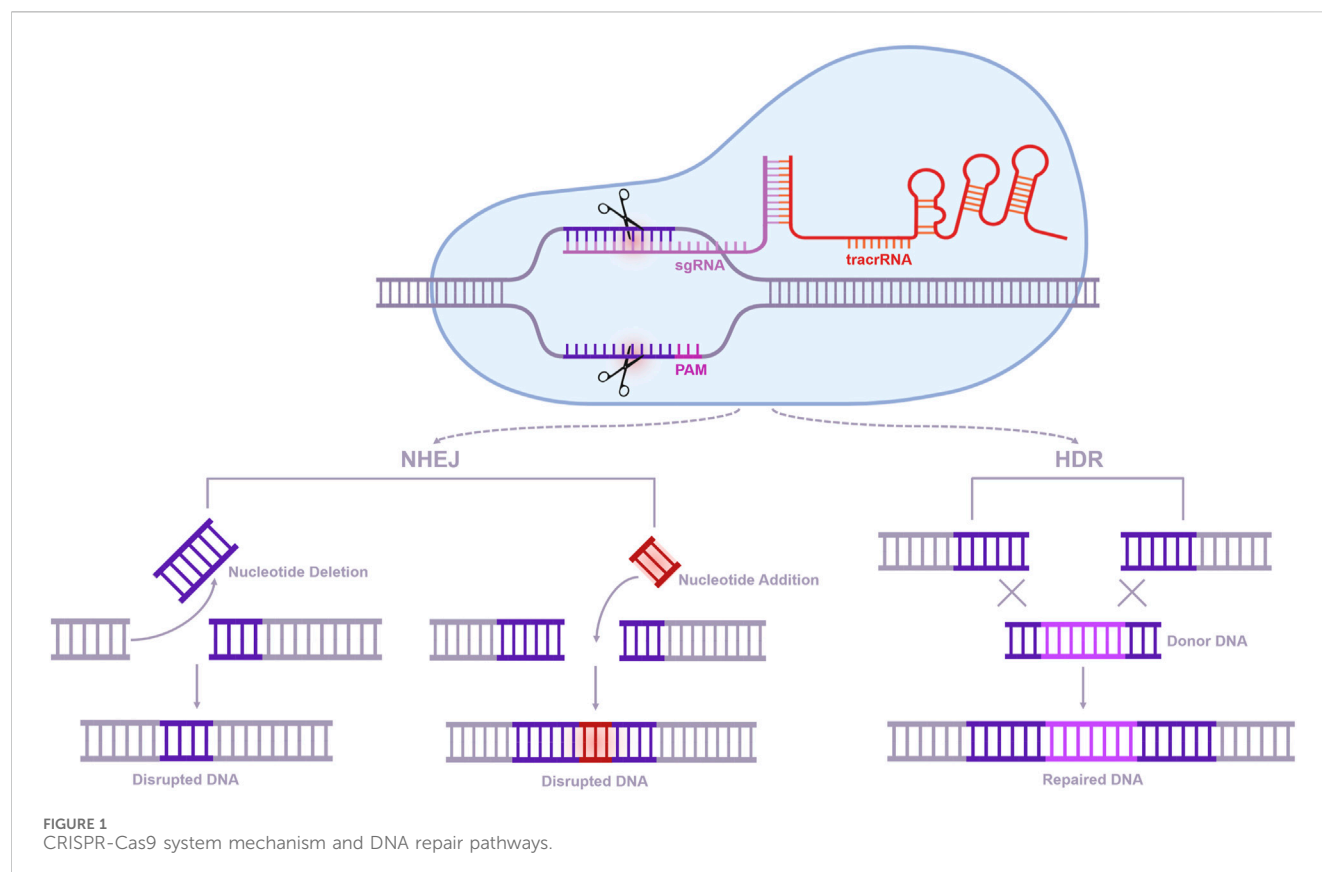 sgRNA
tracrRNA
PAM
NHEJ
HDR
Nucleotide Deletion
Nucleotide Addition
Donor DNA
Disrupted DNA
Disrupted DNA
Repaired DNA
FIGURE 1
CRISPR-Cas9 system mechanism and DNA repair pathways.